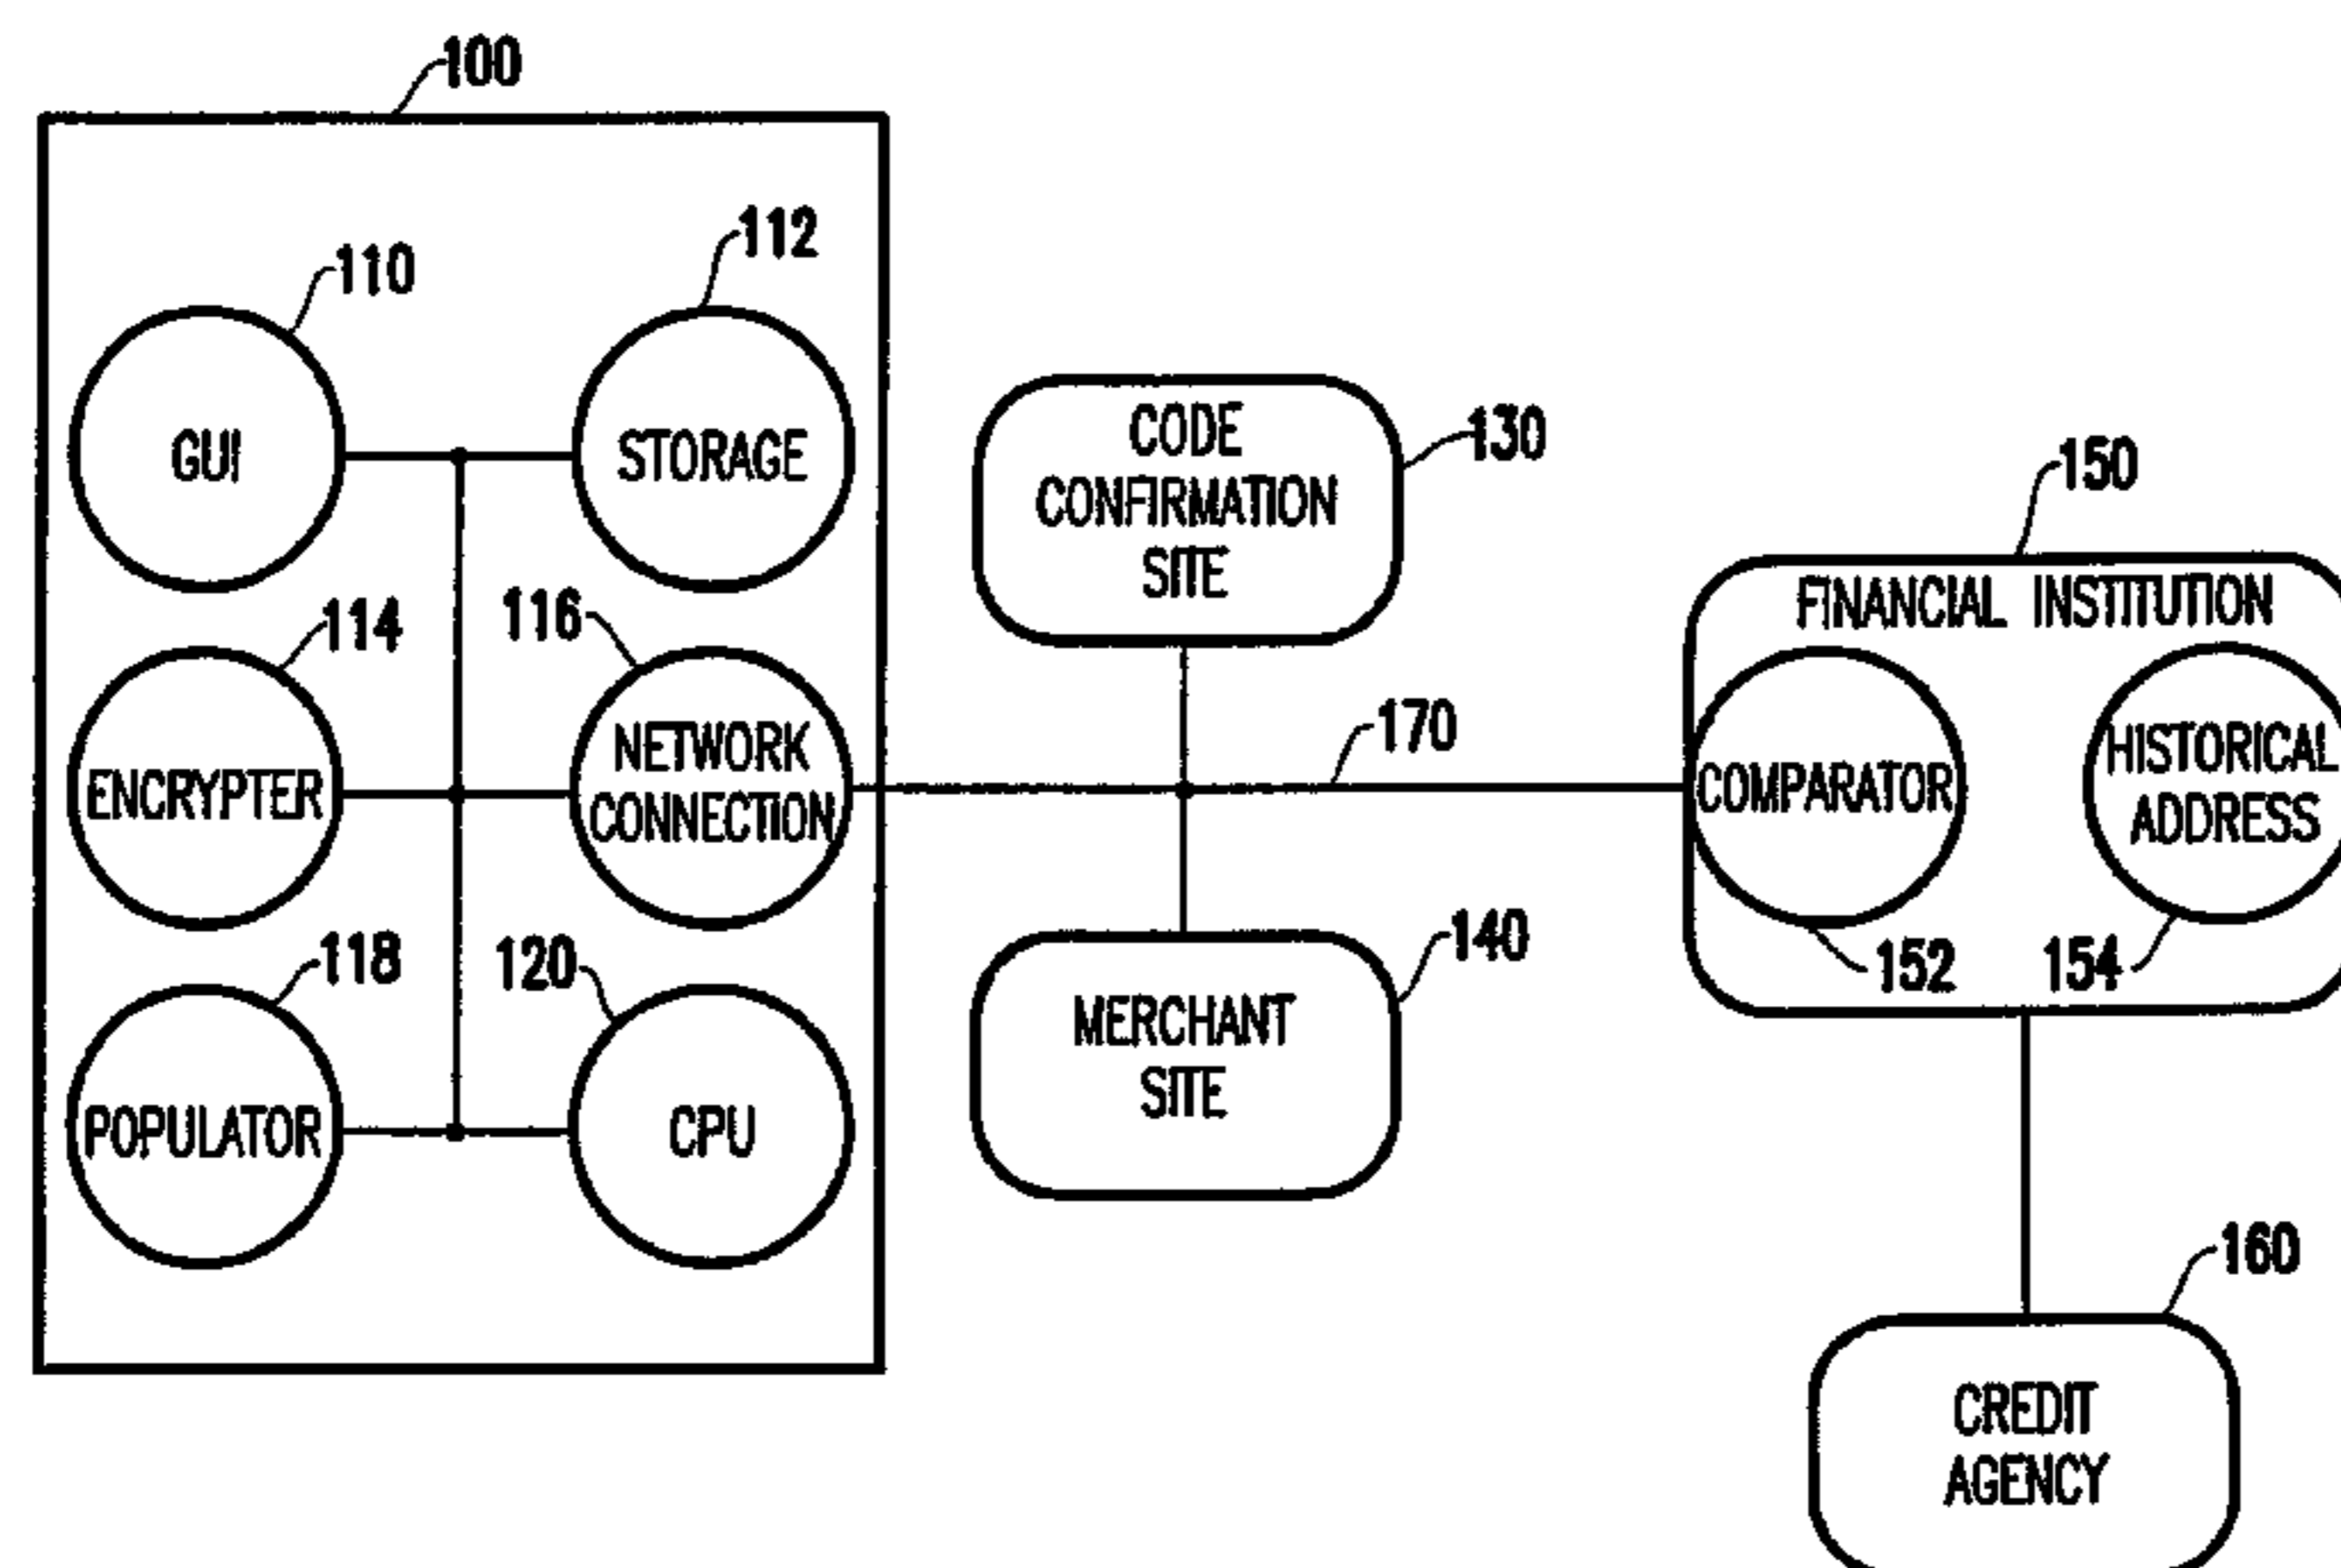 100
110
112
GUI
STORAGE
114
116
ENCRYPTER
NETWORK
CONNECTION
118
120
POPULATOR
CPU
CODE
CONFIRMATION
SITE
130
170
140
MERCHANT
SITE
150
FINANCIAL INSTITUTION
COMPARATOR
HISTORICAL
ADDRESS
152
154
160
CREDIT
AGENCY